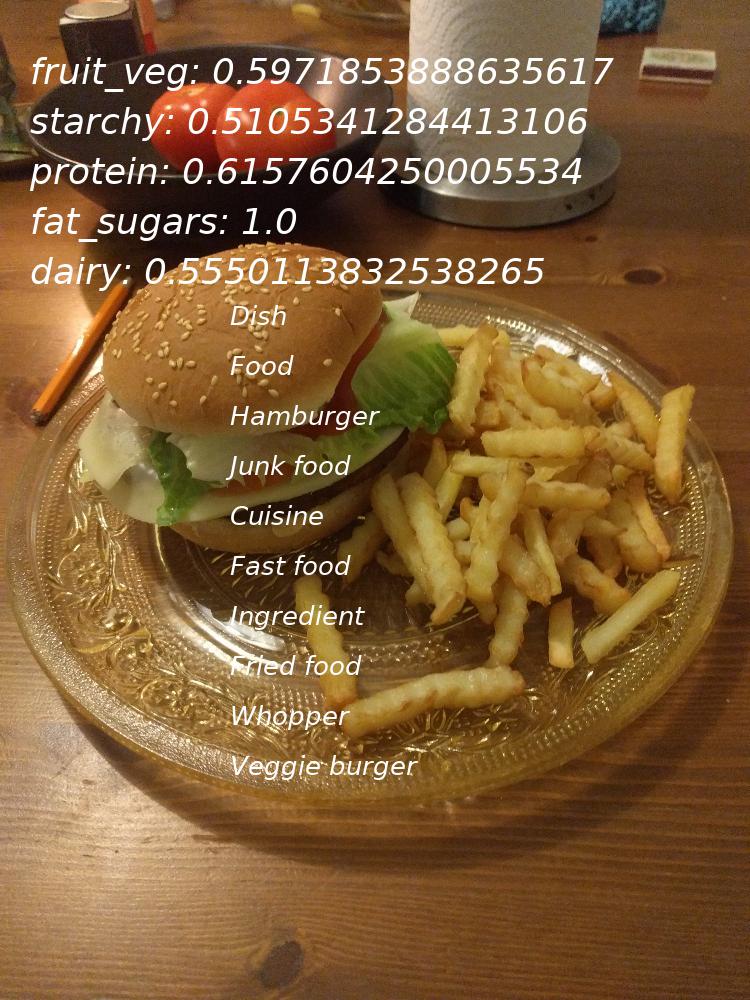 fruit_veg: 0.5971853888635617
starchy: 0.5105341284413106
protein: 0.6157604250005534
fat_sugars: 1.0
dairy: 0.5550113832538265
Dish
Food
Hamburger
Junk food
Cuisine
Fast food
Ingredient
Fried food
Whopper
Veggie burger